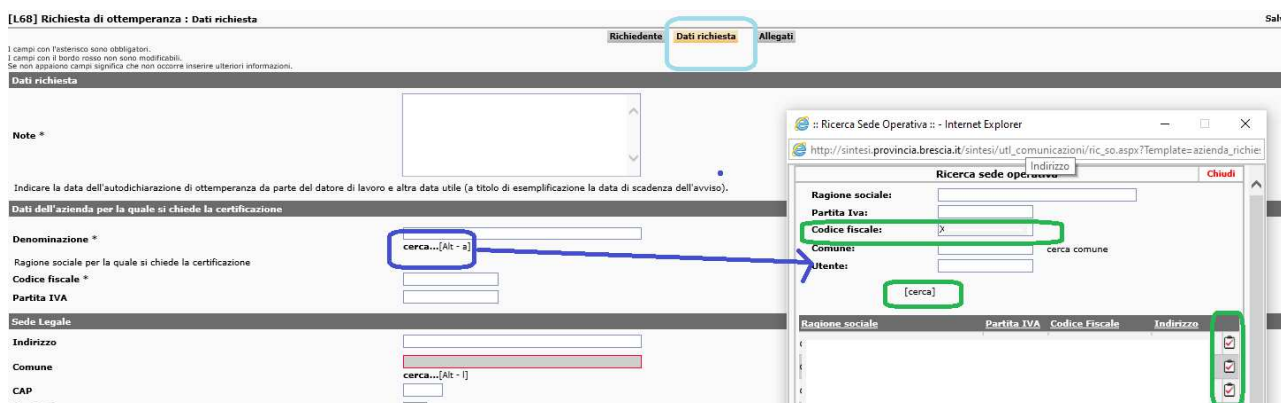 [L68] Richiesta di ottemperanza : Dati richiesta
Richiedente Dati richiesta Allegati
I campi con l'asterisco sono obbligatori.
I campi con il bordo rosso non sono modificabili.
Se non appaiono campi significa che non occorre inserire ulteriori informazioni.
Dati richiesta
Note *
Indicare la data dell'autodichiarazione di ottemperanza da parte del datore di lavoro e altra data utile (a titolo di esemplificazione la data di scadenza dell'avviso).
Dati dell'azienda per la quale si chiede la certificazione
Denominazione *
cerca...[Alt - a]
Ragione sociale per la quale si chiede la certificazione
Codice fiscale *
Partita IVA
Sede Legale
Indirizzo
Comune
cerca...[Alt - l]
CAP
:: Ricerca Sede Operativa :: - Internet Explorer
http://sintesi.provincia.brescia.it/sintesi/utl_comunicazioni/ric_so.aspx?Template=azienda_richie
Indirizzo
Ricerca sede Chiudi
Ragione sociale:
Partita Iva:
Codice fiscale: X
Comune: cerca comune
Utente:
[cerca]
Ragione sociale Partita IVA Codice Fiscale Indirizzo